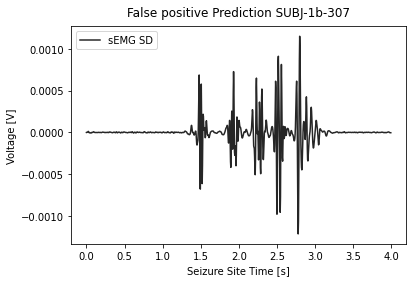 False positive Prediction SUBJ-1b-307
sEMG SD
Voltage [V]
0.0010
0.0005
0.0000
−0.0005
−0.0010
0.0 0.5 1.0 1.5 2.0 2.5 3.0 3.5 4.0
Seizure Site Time [s]